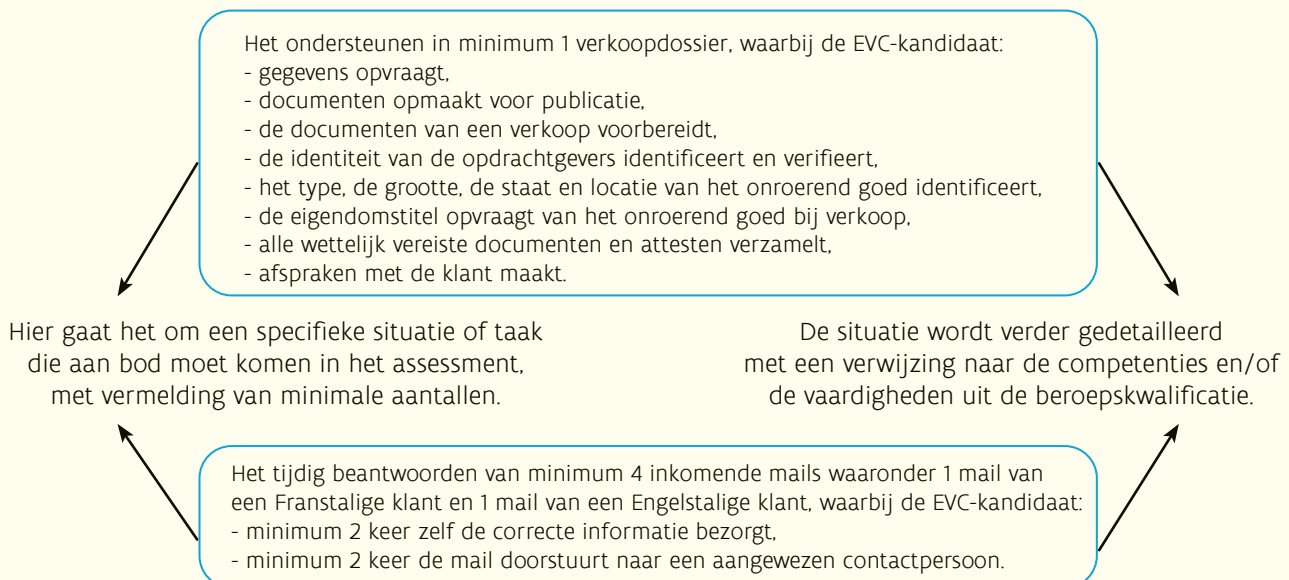 Het ondersteunen in minimum 1 verkoopdossier, waarbij de EVC-kandidaat:
- gegevens opvraagt,
- documenten opmaakt voor publicatie,
- de documenten van een verkoop voorbereidt,
- de identiteit van de opdrachtgevers identificeert en verifieert,
- het type, de grootte, de staat en locatie van het onroerend goed identificeert,
- de eigendomstitel opvraagt van het onroerend goed bij verkoop,
- alle wettelijk vereiste documenten en attesten verzamelt,
- afspraken met de klant maakt.
Hier gaat het om een specifieke situatie of taak
die aan bod moet komen in het assessment,
met vermelding van minimale aantallen.
De situatie wordt verder gedetailleerd
met een verwijzing naar de competenties en/of
de vaardigheden uit de beroepskwalificatie.
Het tijdig beantwoorden van minimum 4 inkomende mails waaronder 1 mail van
een Franstalige klant en 1 mail van een Engelstalige klant, waarbij de EVC-kandidaat:
- minimum 2 keer zelf de correcte informatie bezorgt,
- minimum 2 keer de mail doorstuurt naar een aangewezen contactpersoon.